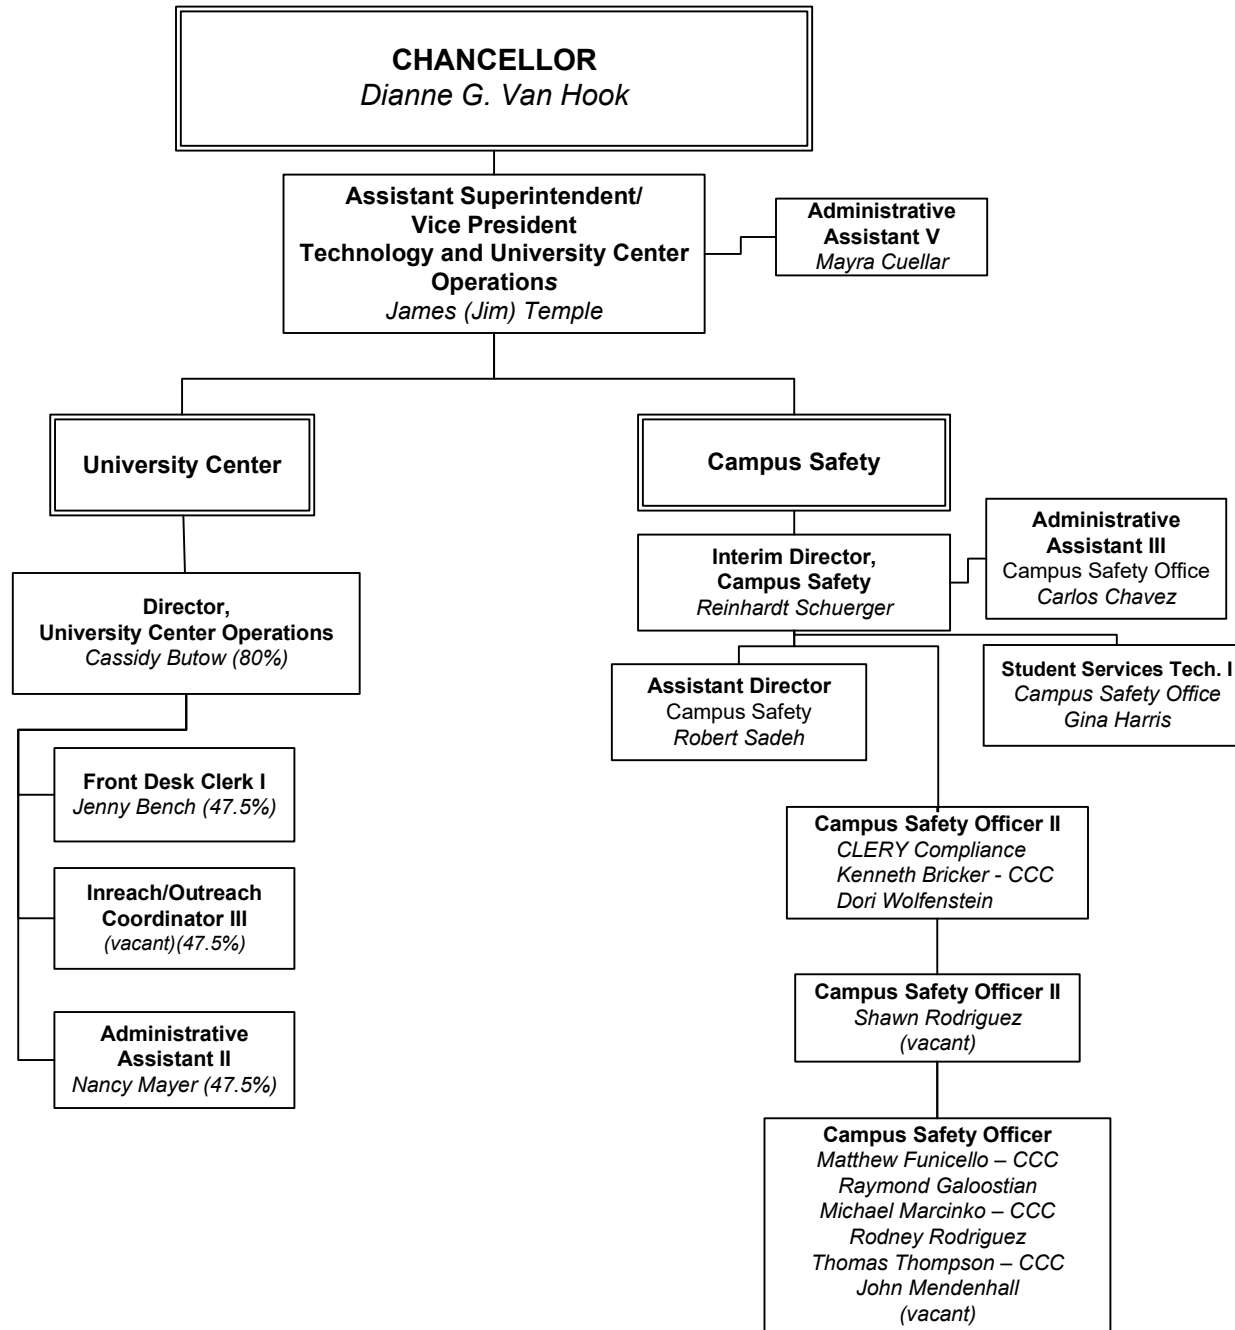 CHANCELLOR
Dianne G. Van Hook
Assistant Superintendent/
Vice President
Technology and University Center
Operations
James (Jim) Temple
Administrative
Assistant V
Mayra Cuellar
University Center
Campus Safety
Director,
University Center Operations
Cassidy Butow (80%)
Front Desk Clerk I
Jenny Bench (47.5%)
Inreach/Outreach
Coordinator III
(vacant)(47.5%)
Administrative
Assistant II
Nancy Mayer (47.5%)
Interim Director,
Campus Safety
Reinhardt Schuerger
Administrative
Assistant III
Campus Safety Office
Carlos Chavez
Assistant Director
Campus Safety
Robert Sadeh
Student Services Tech. I
Campus Safety Office
Gina Harris
Campus Safety Officer II
CLERY Compliance
Kenneth Bricker - CCC
Dori Wolfenstein
Campus Safety Officer II
Shawn Rodriguez
(vacant)
Campus Safety Officer
Matthew Funicello – CCC
Raymond Galoostian
Michael Marcinko – CCC
Rodney Rodriguez
Thomas Thompson – CCC
John Mendenhall
(vacant)